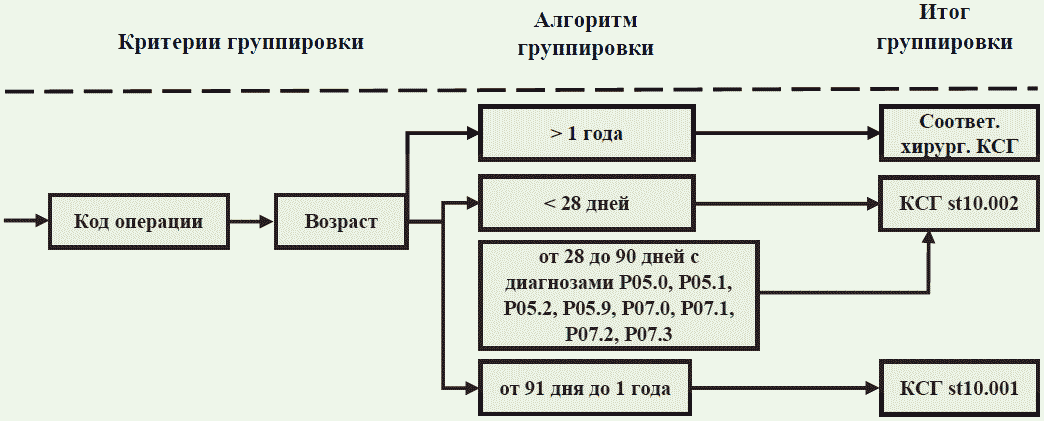 Критерии группировки
Алгоритм
группировки
Итог
группировки
> 1 года
Соответ.
хирург. КСГ
Код операции
Возраст
< 28 дней
КСГ st10.002
от 28 до 90 дней с
диагнозами P05.0, P05.1,
P05.2, P05.9, P07.0, P07.1,
P07.2, P07.3
от 91 дня до 1 года
КСГ st10.001